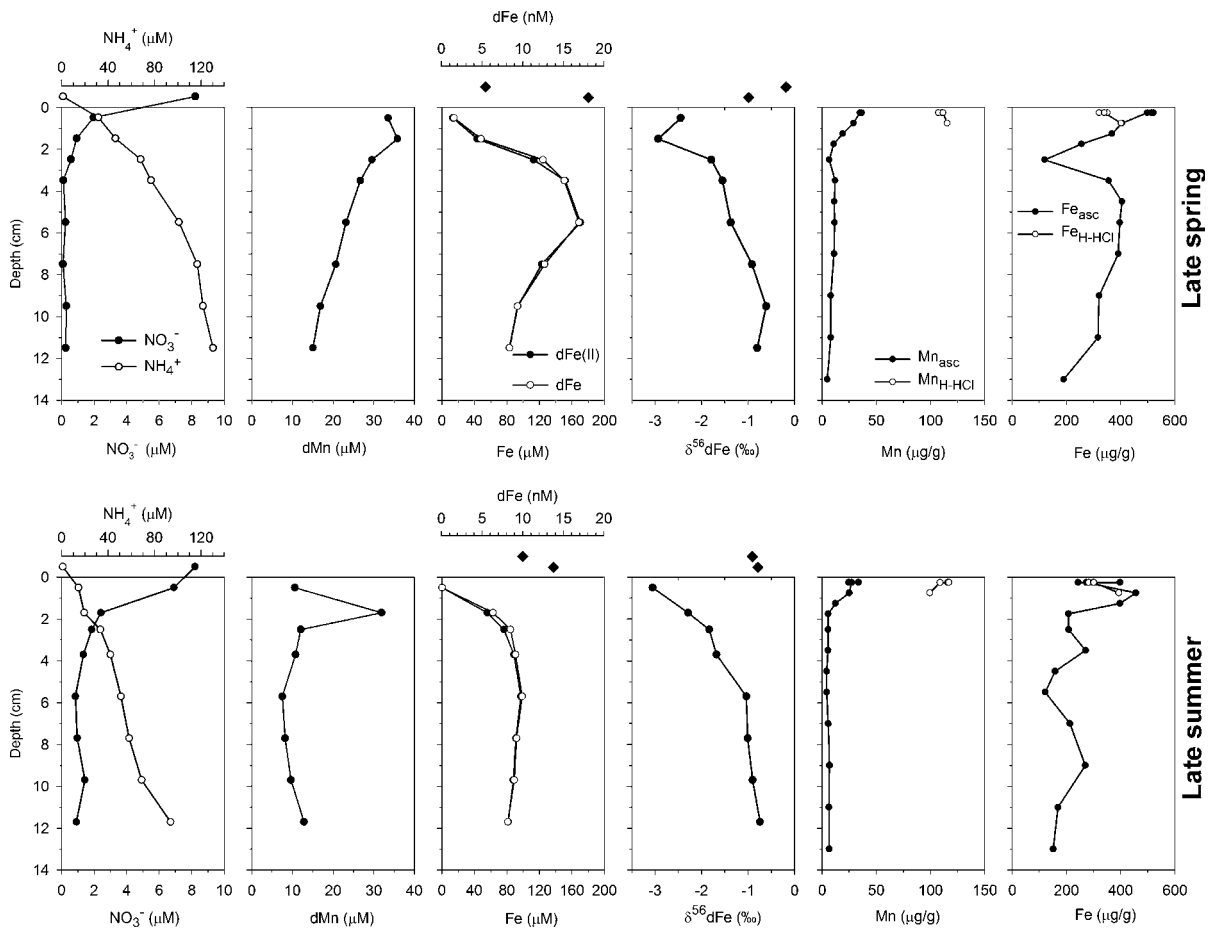 NH₄⁺ (μM)
0 40 80 120
dFe (nM)
0 5 10 15 20
0
2
4
6
8
10
12
14
Depth (cm)
NO₃⁻
NH₄⁺
0 2 4 6 8 10
NO₃⁻ (μM)
0 10 20 30 40
dMn (μM)
dFe(II)
dFe
0 40 80 120 160 200
Fe (μM)
-3 -2 -1 0
δ⁵⁶dFe (‰)
Mn_asc
Mn_H-HCl
0 50 100 150
Mn (μg/g)
Fe_asc
Fe_H-HCl
0 200 400 600
Fe (μg/g)
Late spring
NH₄⁺ (μM)
0 40 80 120
dFe (nM)
0 5 10 15 20
0
2
4
6
8
10
12
14
Depth (cm)
0 2 4 6 8 10
NO₃⁻ (μM)
0 10 20 30 40
dMn (μM)
0 40 80 120 160 200
Fe (μM)
-3 -2 -1 0
δ⁵⁶dFe (‰)
0 50 100 150
Mn (μg/g)
0 200 400 600
Fe (μg/g)
Late summer